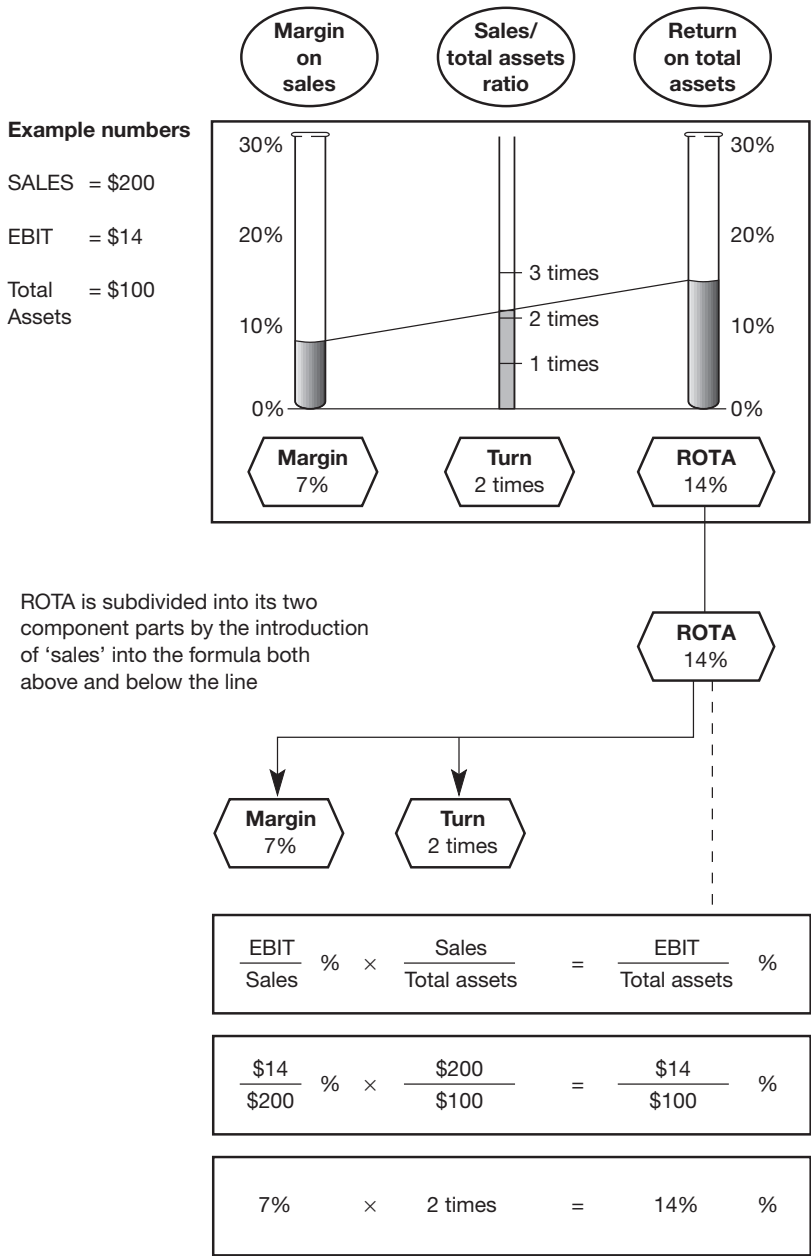 Margin
on
sales
Sales/
total assets
ratio
Return
on total
assets
Example numbers
SALES = $200
EBIT = $14
Total = $100
Assets
30%
20%
10%
0%
3 times
2 times
1 times
30%
20%
10%
0%
Margin
7%
Turn
2 times
ROTA
14%
ROTA is subdivided into its two
component parts by the introduction
of ‘sales’ into the formula both
above and below the line
ROTA
14%
Margin
7%
Turn
2 times
EBIT
Sales
% ×
Sales
Total assets
=
EBIT
Total assets
%
$14
$200
% ×
$200
$100
=
$14
$100
%
7% × 2 times = 14% %